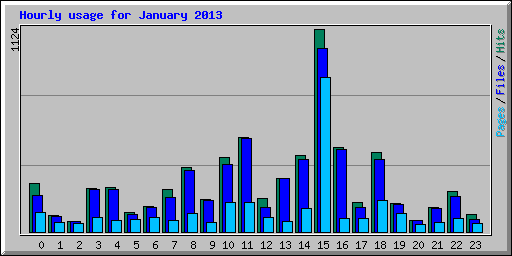 Hourly usage for January 2013
1124
Pages/Files/Hits
0 1 2 3 4 5 6 7 8 9 10 11 12 13 14 15 16 17 18 19 20 21 22 23